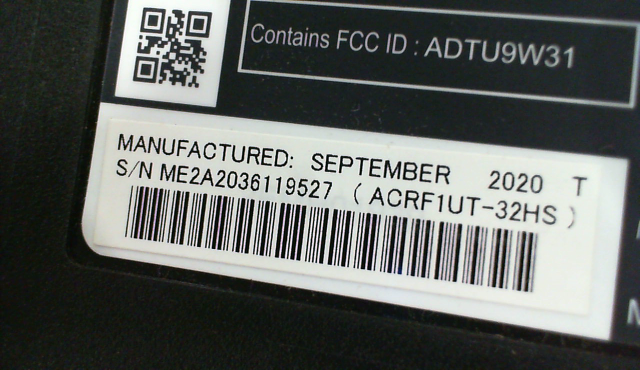 Contains FCC ID : ADTU9W31
MANUFACTURED: SEPTEMBER 2020 T
S/N ME2A2036119527 ( ACRF1UT-32HS )